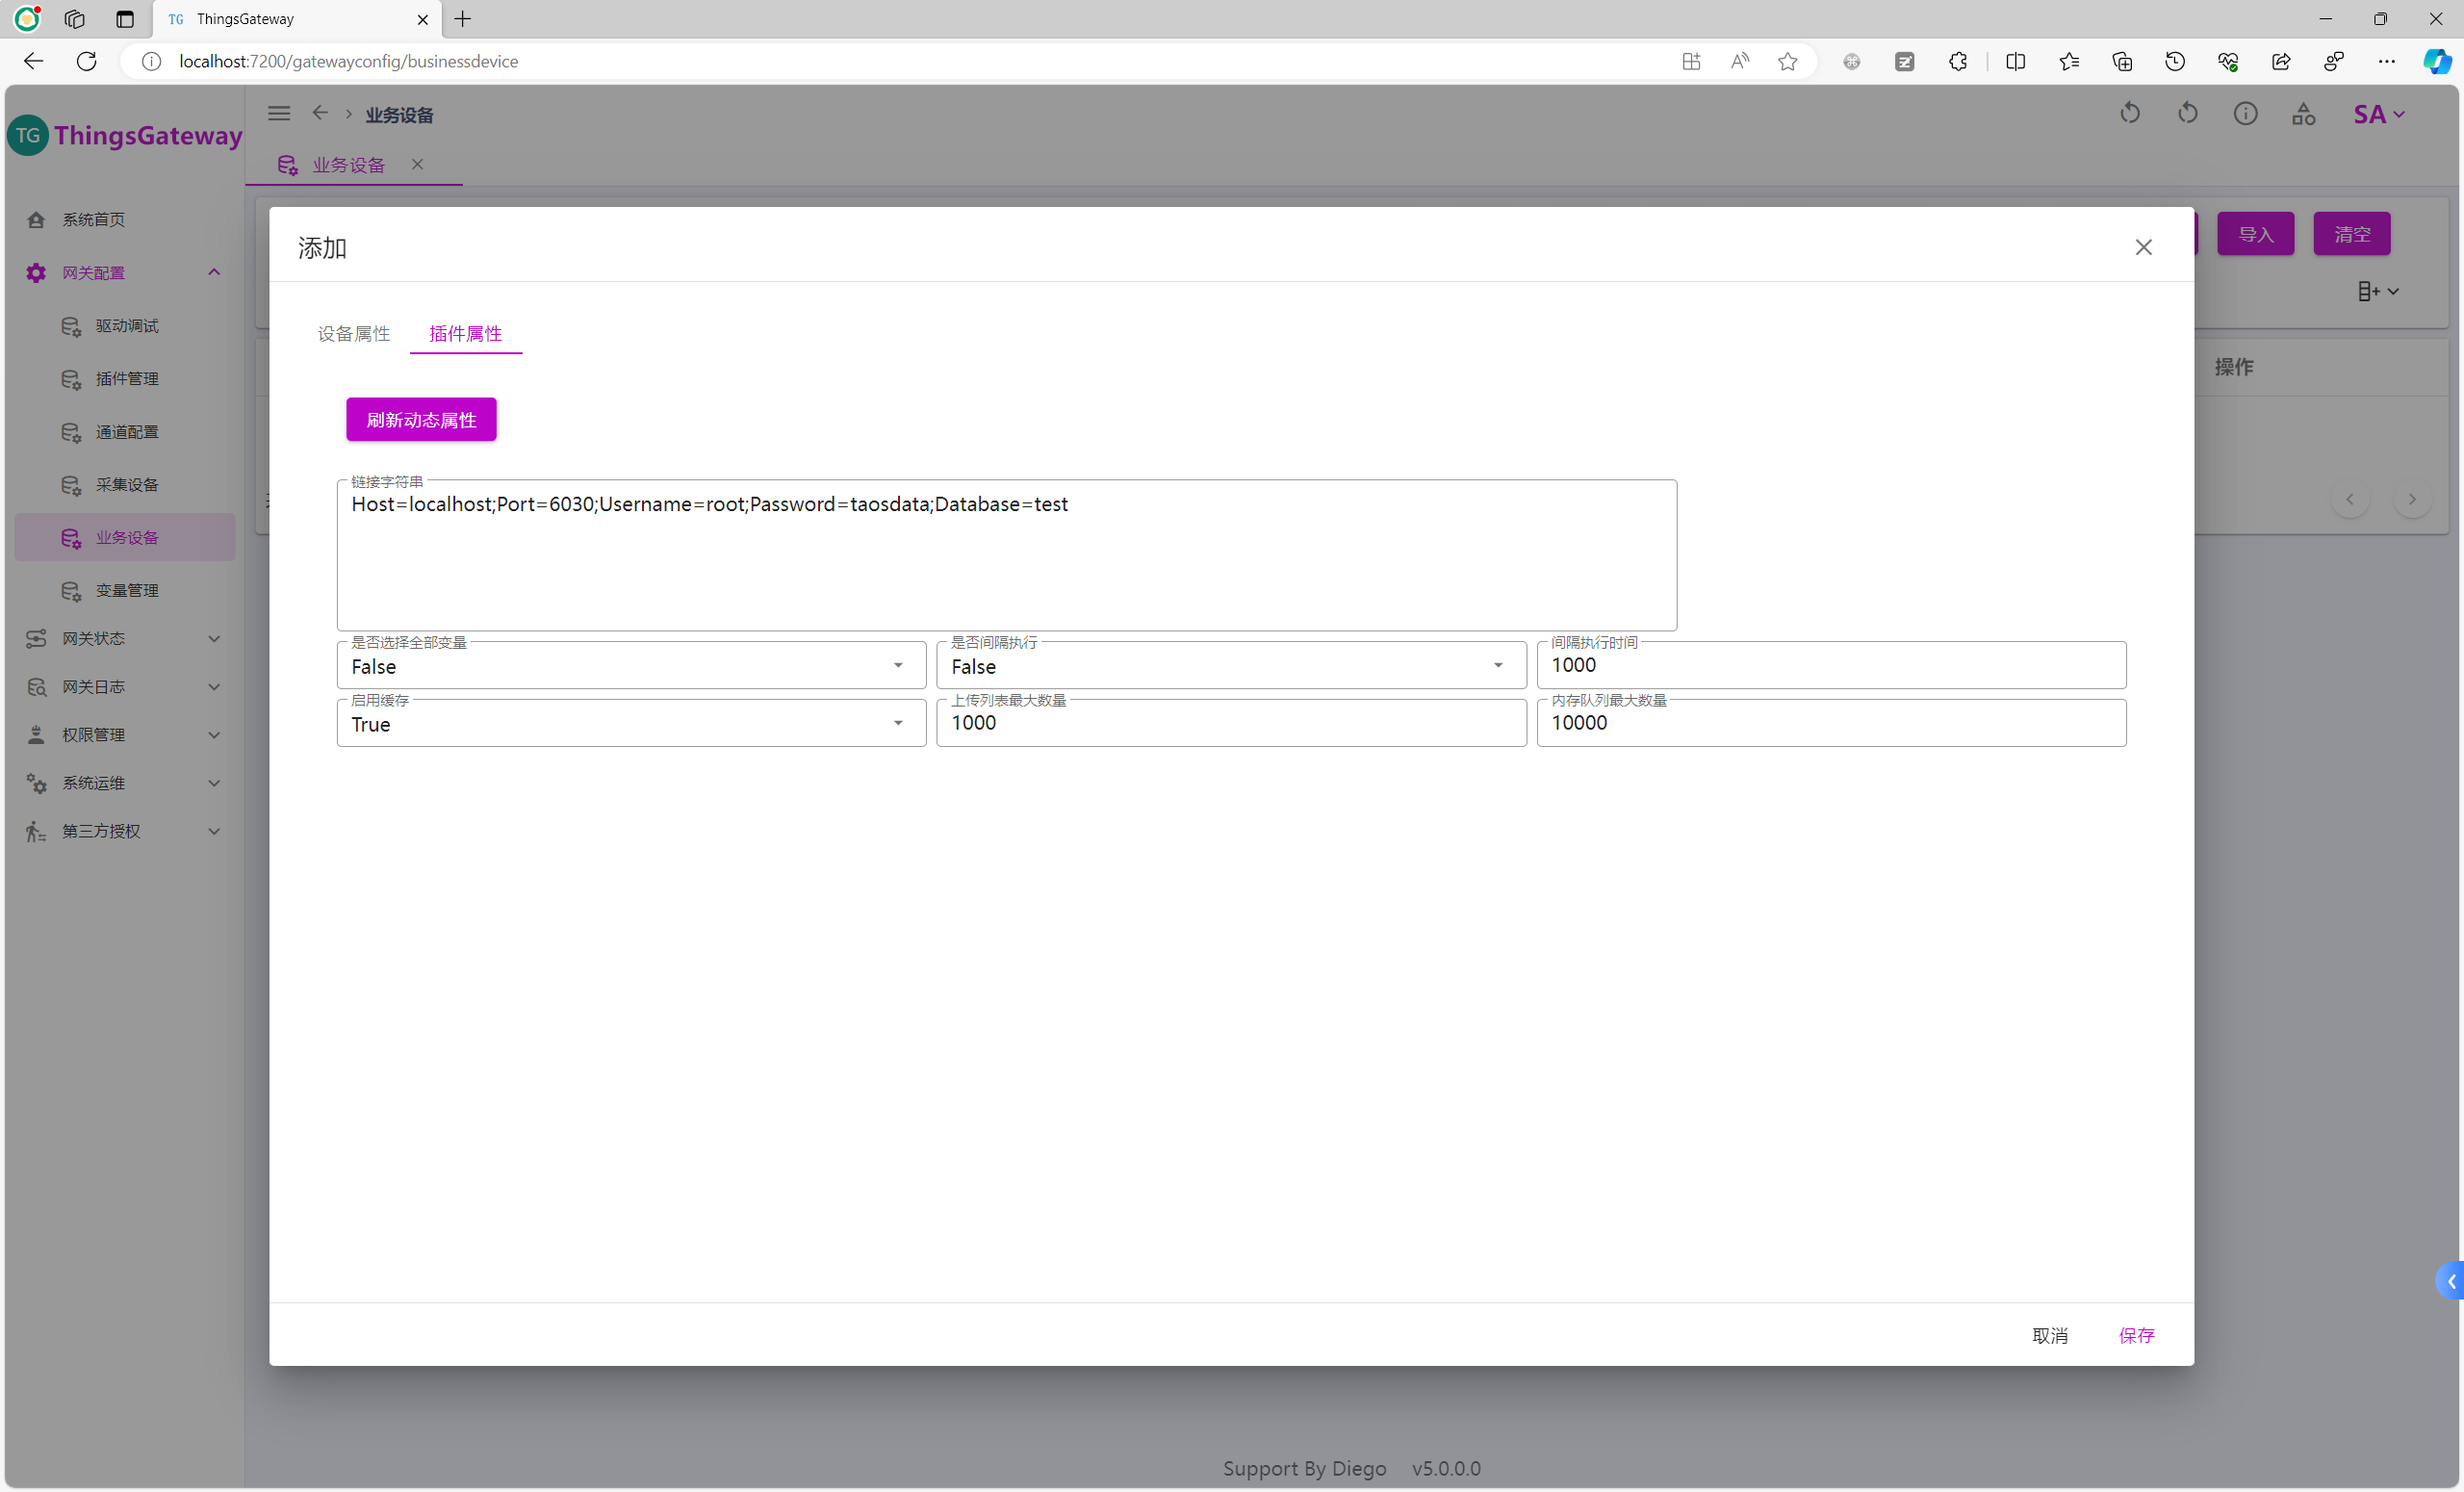 TG ThingsGateway
localhost:7200/gatewayconfig/businessdevice
TG ThingsGateway
业务设备
SA
业务设备
系统首页
网关配置
驱动调试
插件管理
通道配置
采集设备
业务设备
变量管理
网关状态
网关日志
权限管理
系统运维
第三方授权
导入
清空
操作
添加
设备属性
插件属性
刷新动态属性
链接字符串
Host=localhost;Port=6030;Username=root;Password=taosdata;Database=test
是否选择全部变量
False
是否间隔执行
False
间隔执行时间
1000
启用缓存
True
上传列表最大数量
1000
内存队列最大数量
10000
取消
保存
Support By Diego v5.0.0.0